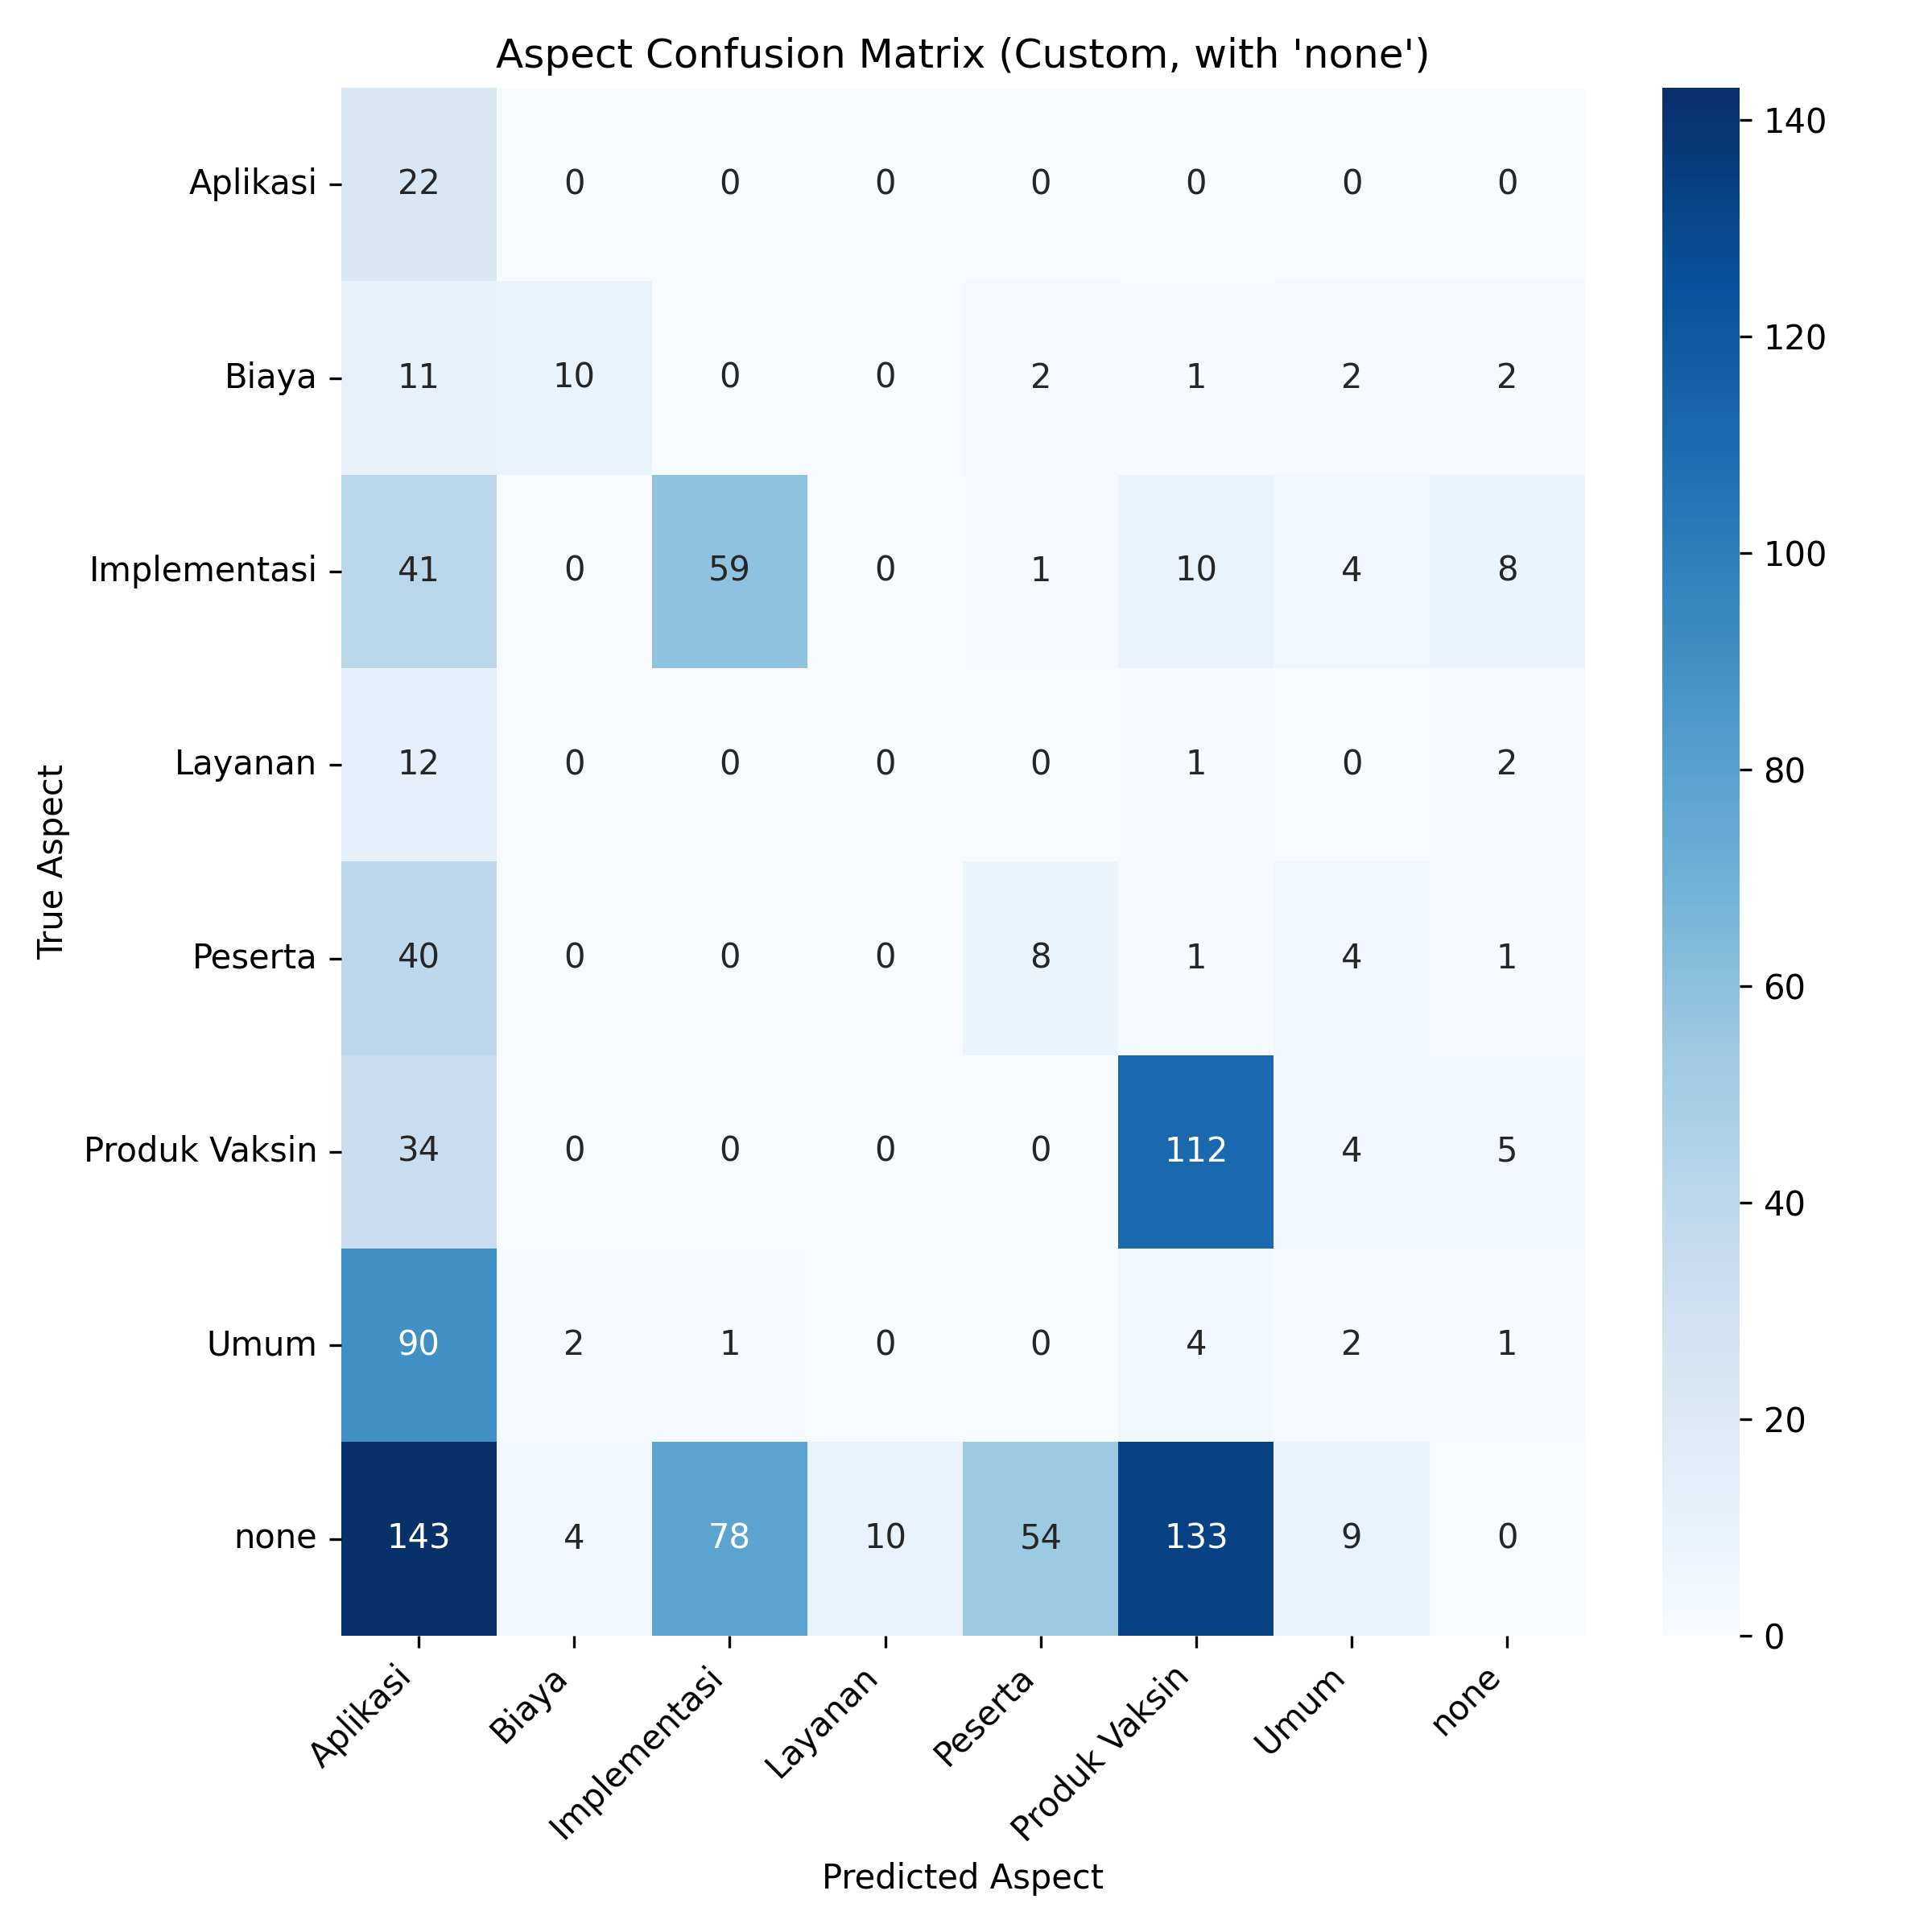 Aspect Confusion Matrix (Custom, with 'none')
Aplikasi 22 0 0 0 0 0 0 0
Biaya 11 10 0 0 2 1 2 2
Implementasi 41 0 59 0 1 10 4 8
Layanan 12 0 0 0 0 1 0 2
Peserta 40 0 0 0 8 1 4 1
Produk Vaksin 34 0 0 0 0 112 4 5
Umum 90 2 1 0 0 4 2 1
none 143 4 78 10 54 133 9 0
True Aspect
Aplikasi Biaya Implementasi Layanan Peserta Produk Vaksin Umum none
Predicted Aspect
140
120
100
80
60
40
20
0